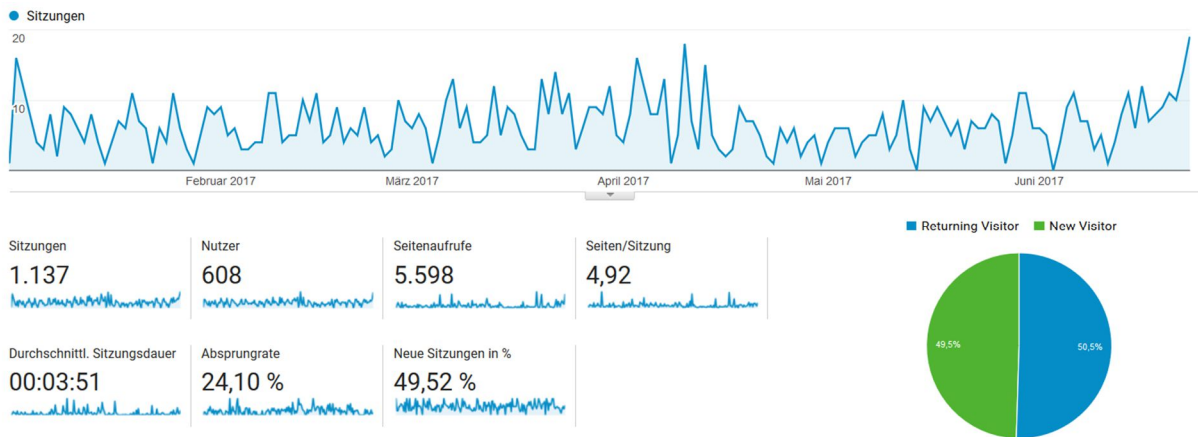 Sitzungen
20
10
Februar 2017 März 2017 April 2017 Mai 2017 Juni 2017
Returning Visitor New Visitor
Sitzungen Nutzer Seitenaufrufe Seiten/Sitzung
1.137 608 5.598 4,92
49,5% 50,5%
Durchschnittl. Sitzungsdauer Absprungrate Neue Sitzungen in %
00:03:51 24,10 % 49,52 %